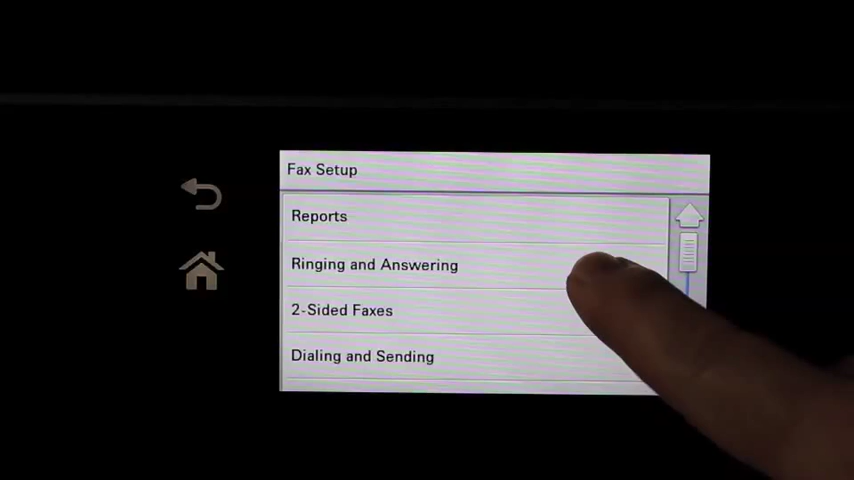 Fax Setup
Reports
Ringing and Answering
2-Sided Faxes
Dialing and Sending